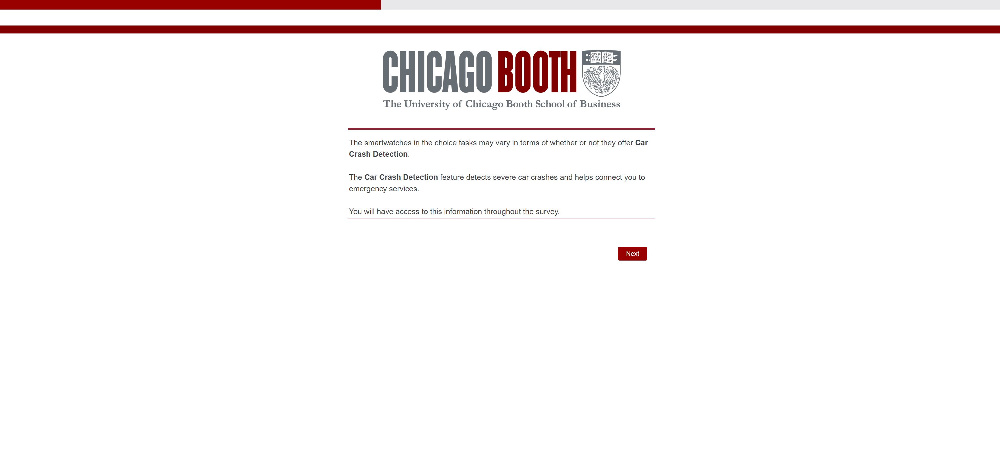 CHICAGO BOOTH
Cres Vita
cat Sci Exco
entia latur
The University of Chicago Booth School of Business
The smartwatches in the choice tasks may vary in terms of whether or not they offer Car
Crash Detection.
The Car Crash Detection feature detects severe car crashes and helps connect you to
emergency services.
You will have access to this information throughout the survey.
Next